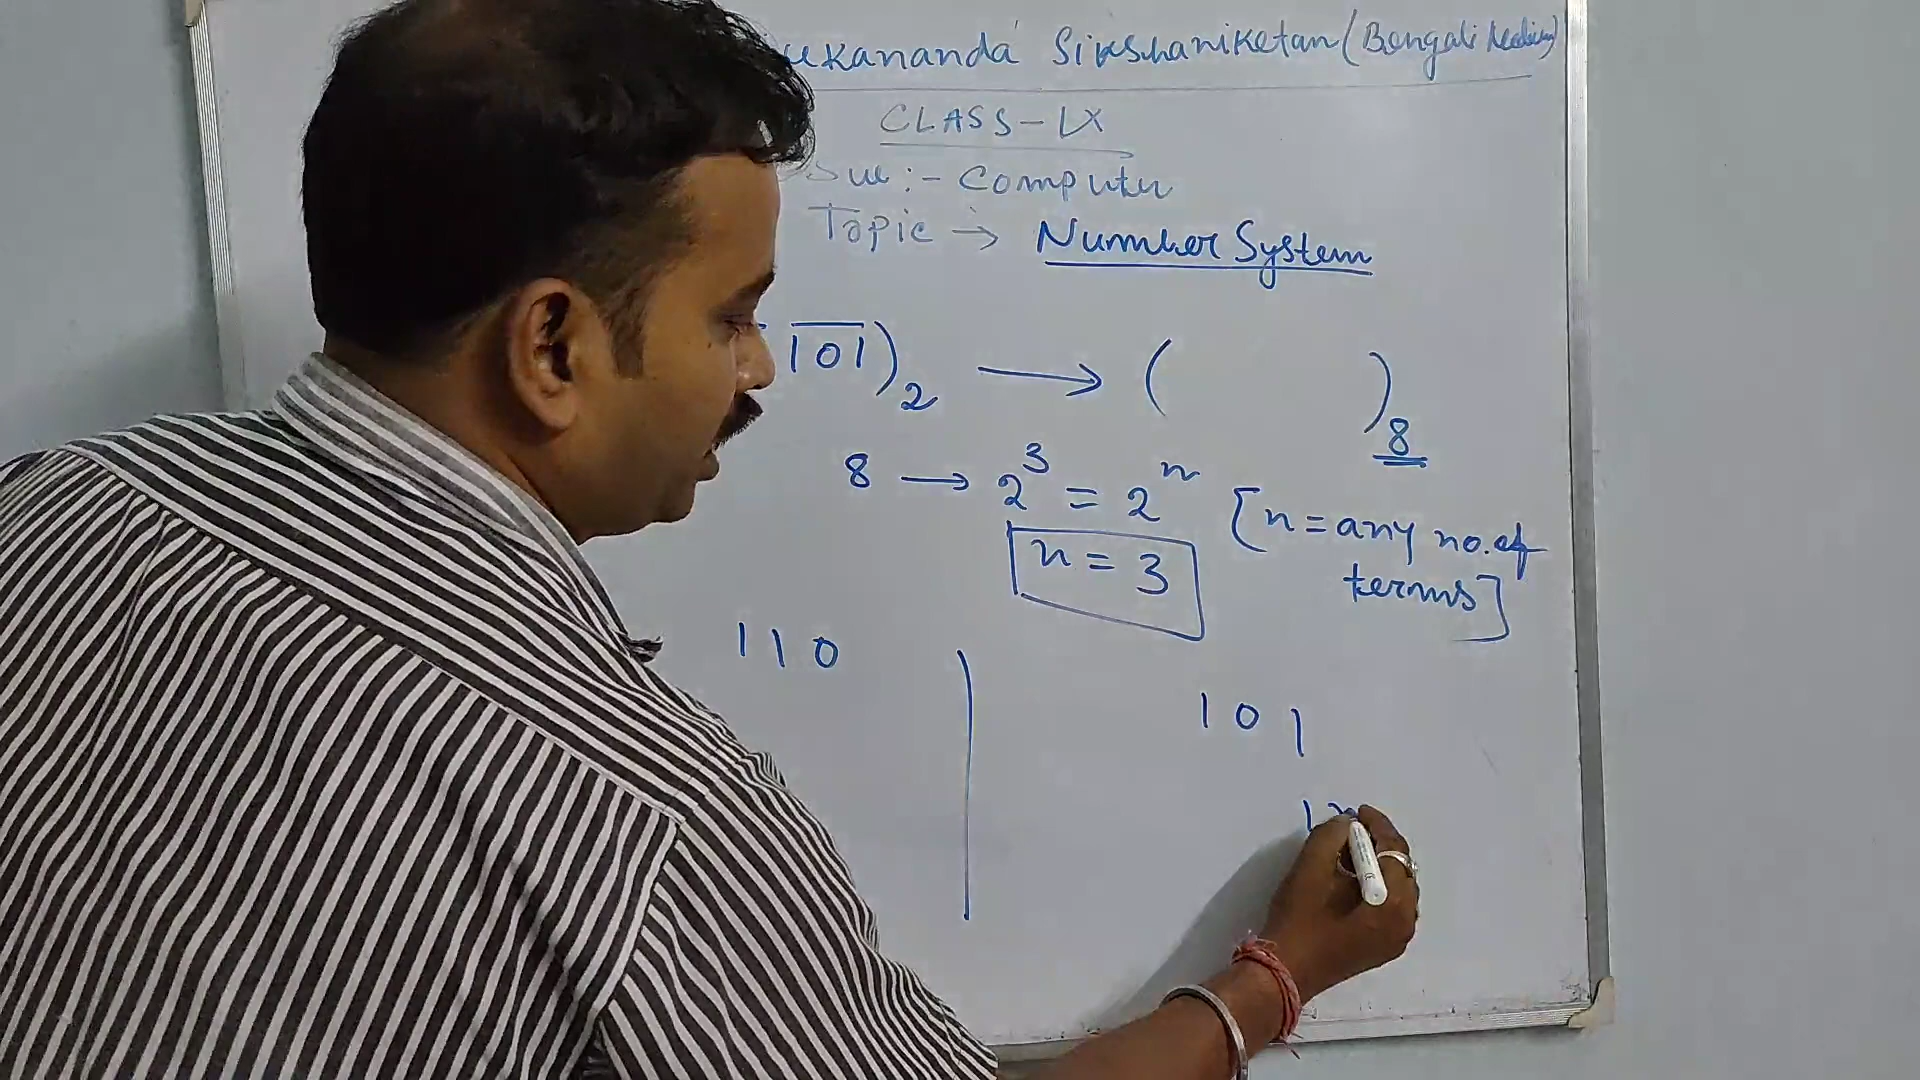 Sikshaniketan (Bengali Medium)
CLASS - IX
Sub :- Computer
Topic → Number System
101)₂ → ( )₈
8 → 2³ = 2ⁿ [n = any no. of
terms]
n = 3
1 1 0
1 0 1
1 ×